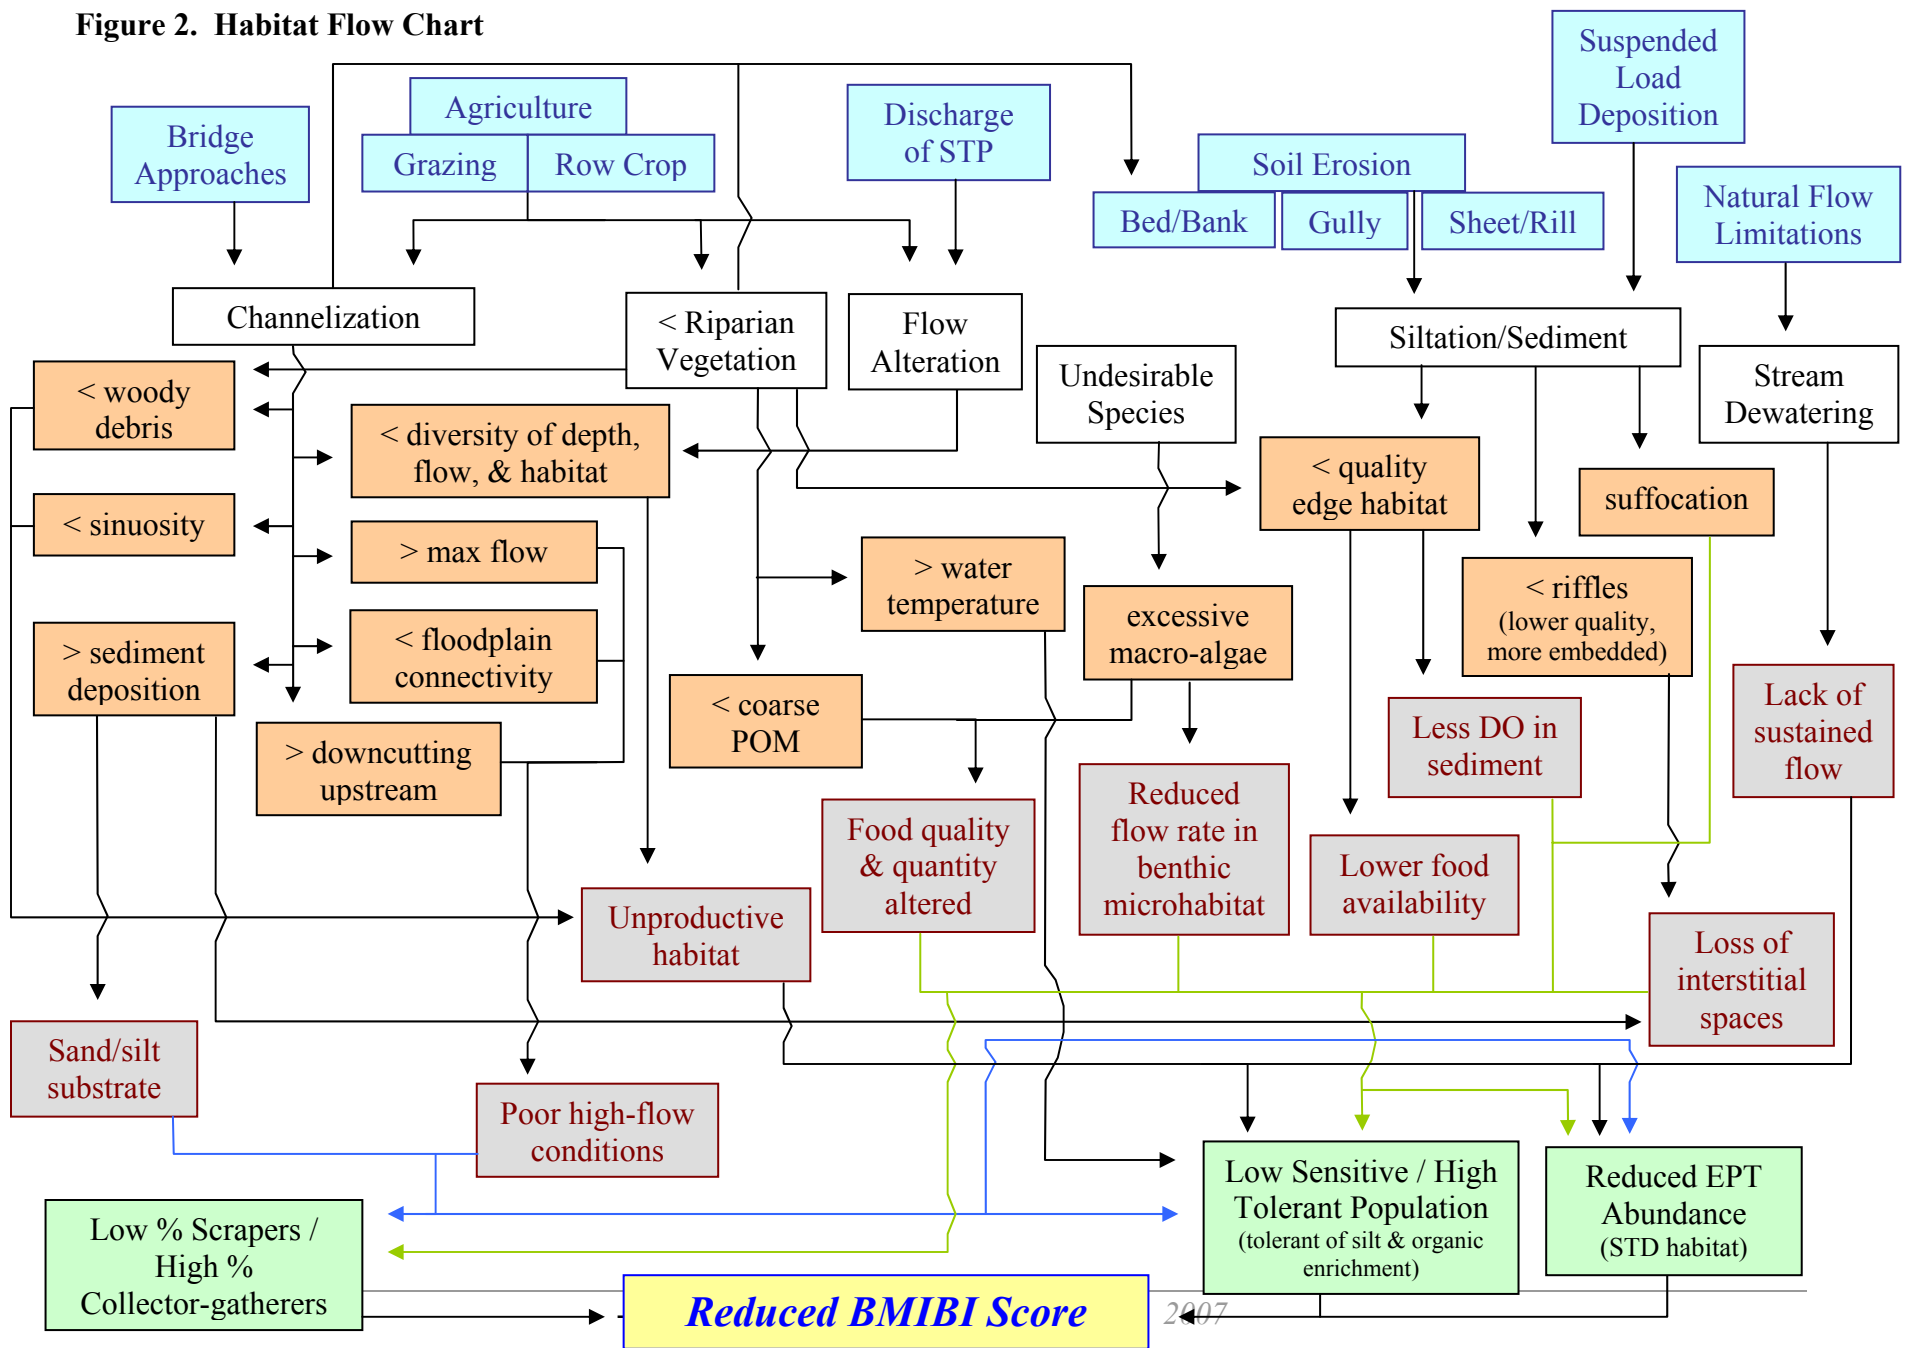 Figure 2. Habitat Flow Chart
Suspended
Load
Deposition
Agriculture
Grazing
Row Crop
Bridge
Approaches
Discharge
of STP
Soil Erosion
Bed/Bank
Gully
Sheet/Rill
Natural Flow
Limitations
Channelization
< Riparian
Vegetation
Flow
Alteration
Undesirable
Species
Siltation/Sediment
Stream
Dewatering
< woody
debris
< diversity of depth,
flow, & habitat
< quality
edge habitat
suffocation
< sinuosity
> max flow
> water
temperature
excessive
macro-algae
< riffles
(lower quality,
more embedded)
> sediment
deposition
< floodplain
connectivity
< coarse
POM
> downcutting
upstream
Less DO in
sediment
Lack of
sustained
flow
Food quality
& quantity
altered
Reduced
flow rate in
benthic
microhabitat
Lower food
availability
Unproductive
habitat
Loss of
interstitial
spaces
Sand/silt
substrate
Poor high-flow
conditions
Low % Scrapers /
High %
Collector-gatherers
Low Sensitive / High
Tolerant Population
(tolerant of silt & organic
enrichment)
Reduced EPT
Abundance
(STD habitat)
Reduced BMIBI Score
2007